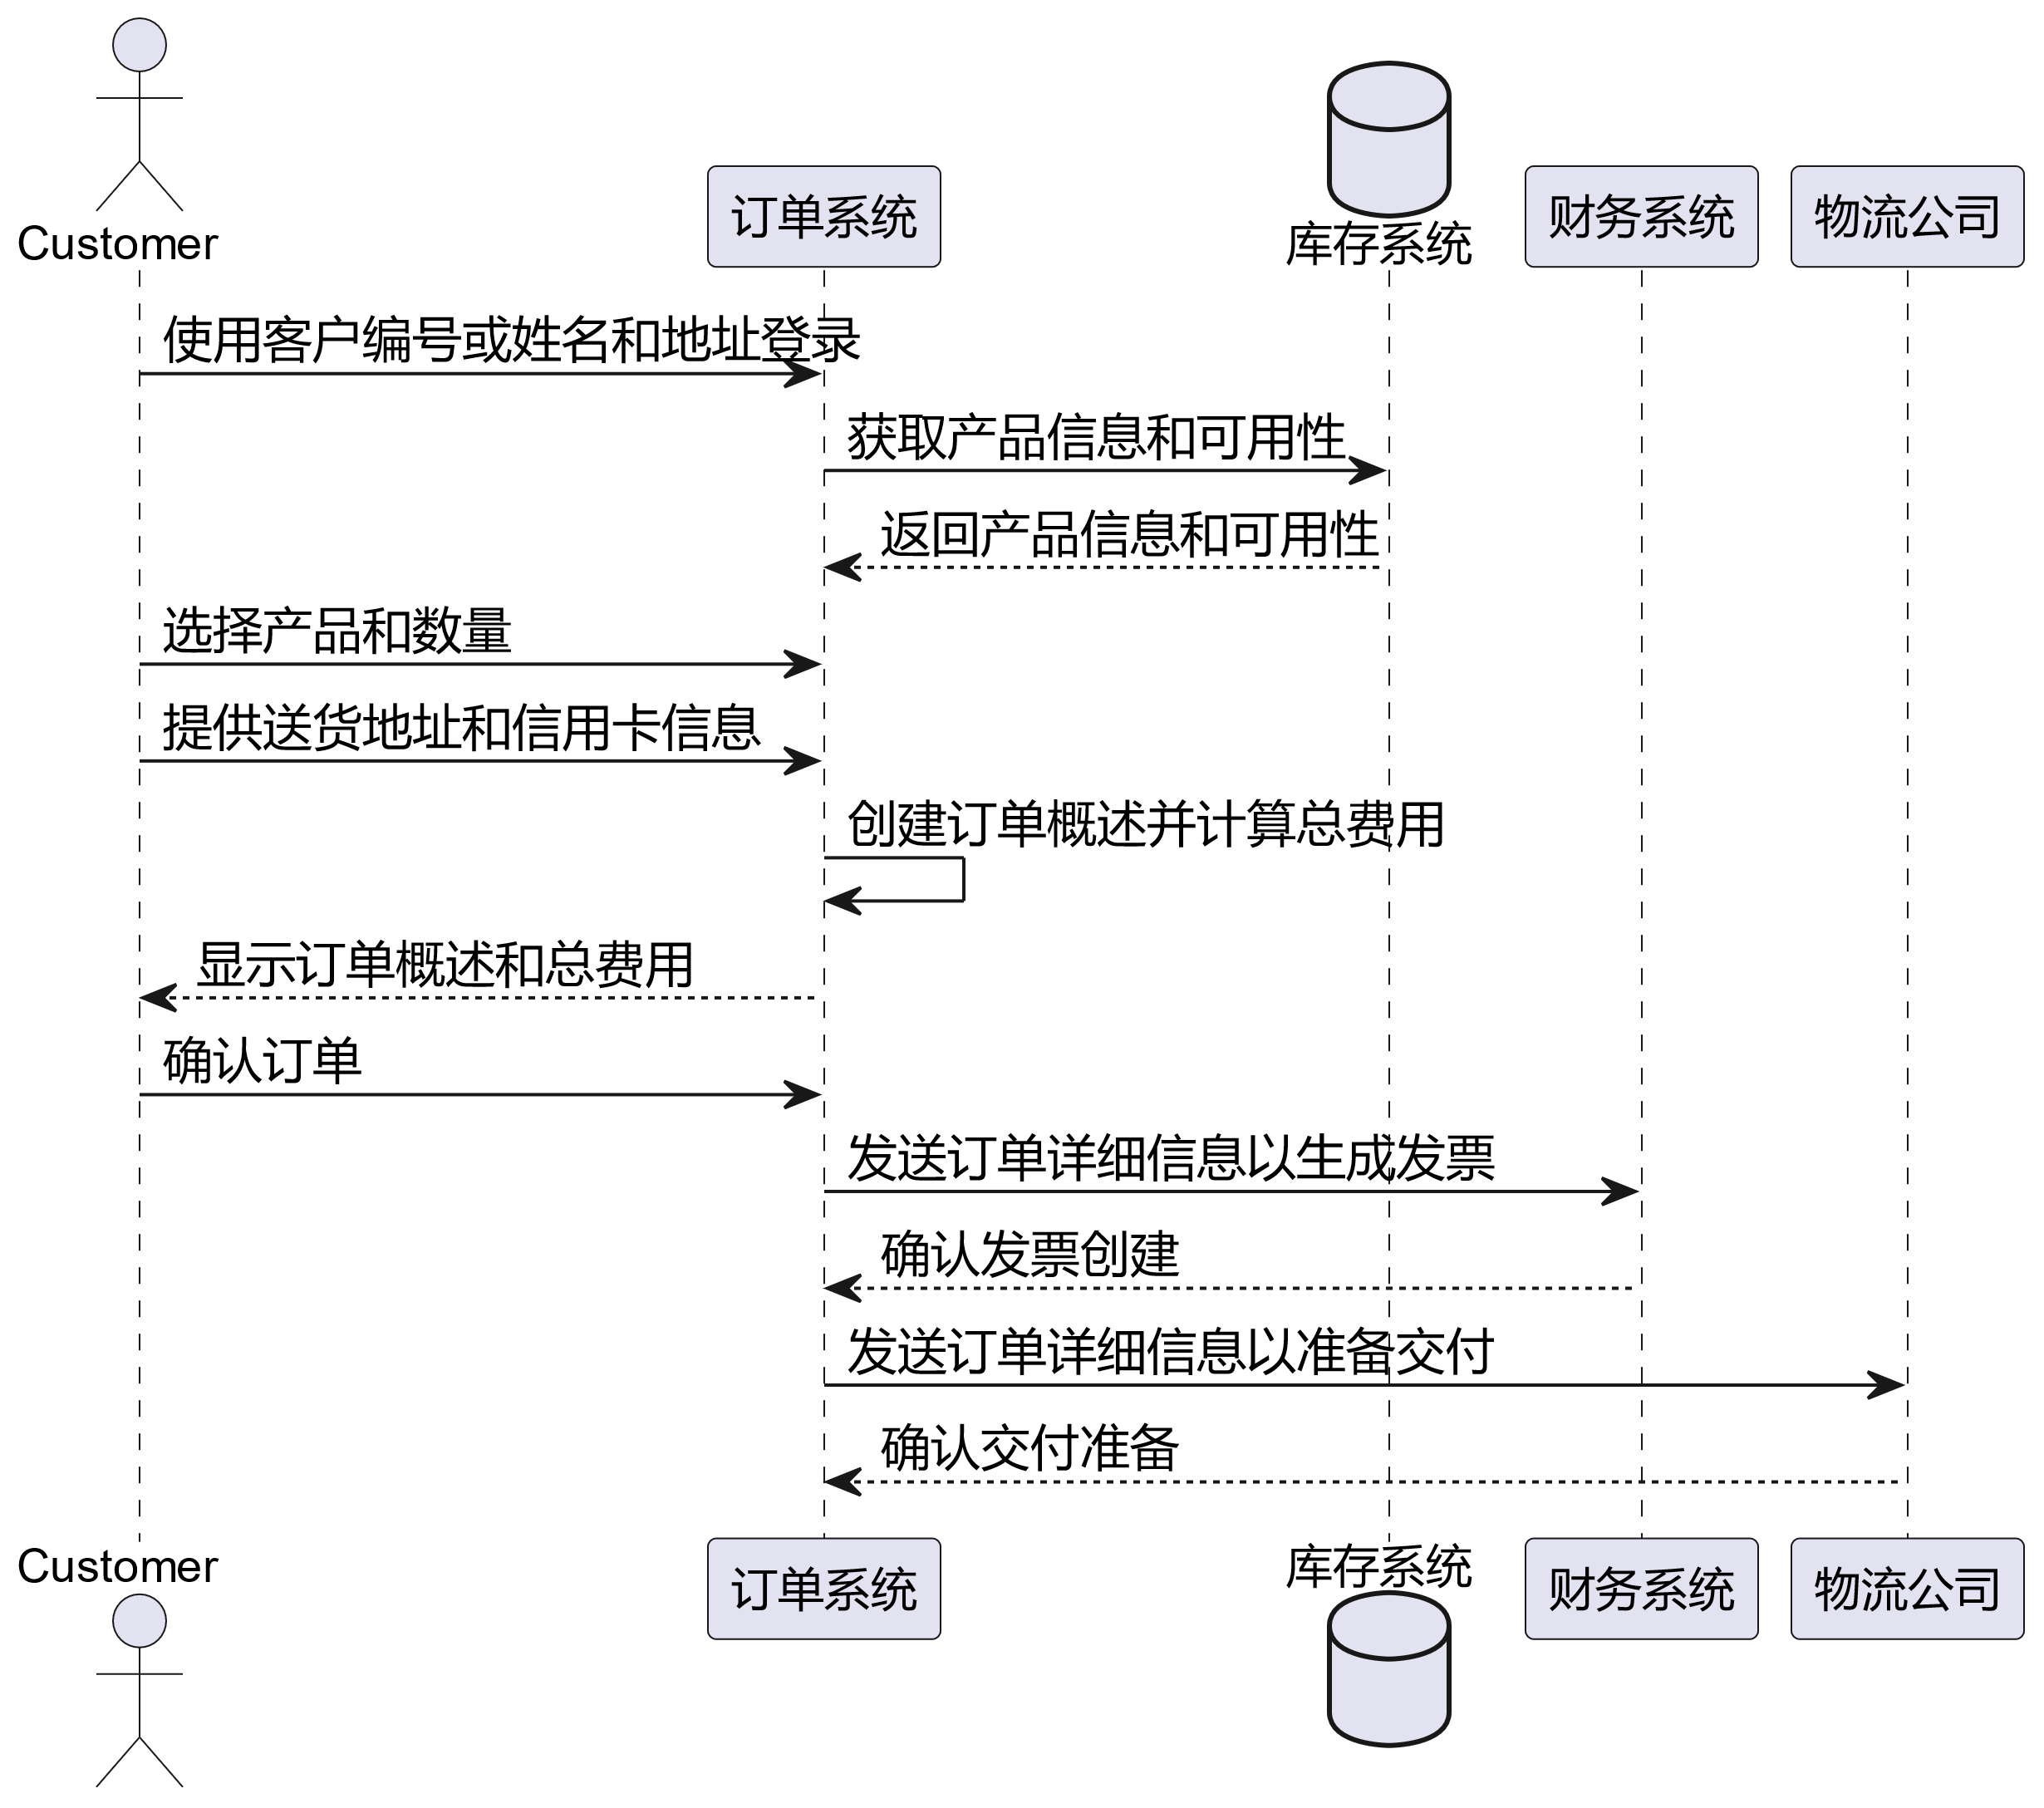 Customer
订单系统
库存系统
财务系统
物流公司
使用客户编号或姓名和地址登录
获取产品信息和可用性
返回产品信息和可用性
选择产品和数量
提供送货地址和信用卡信息
创建订单概述并计算总费用
显示订单概述和总费用
确认订单
发送订单详细信息以生成发票
确认发票创建
发送订单详细信息以准备交付
确认交付准备
Customer
订单系统
库存系统
财务系统
物流公司